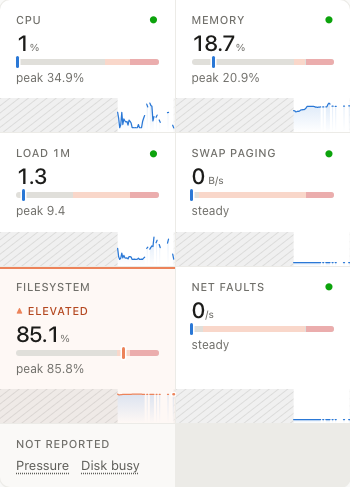 CPU
1%
peak 34.9%
MEMORY
18.7%
peak 20.9%
LOAD 1M
1.3
peak 9.4
SWAP PAGING
0 B/s
steady
FILESYSTEM
▲ ELEVATED
85.1%
peak 85.8%
NET FAULTS
0/s
steady
NOT REPORTED
Pressure Disk busy